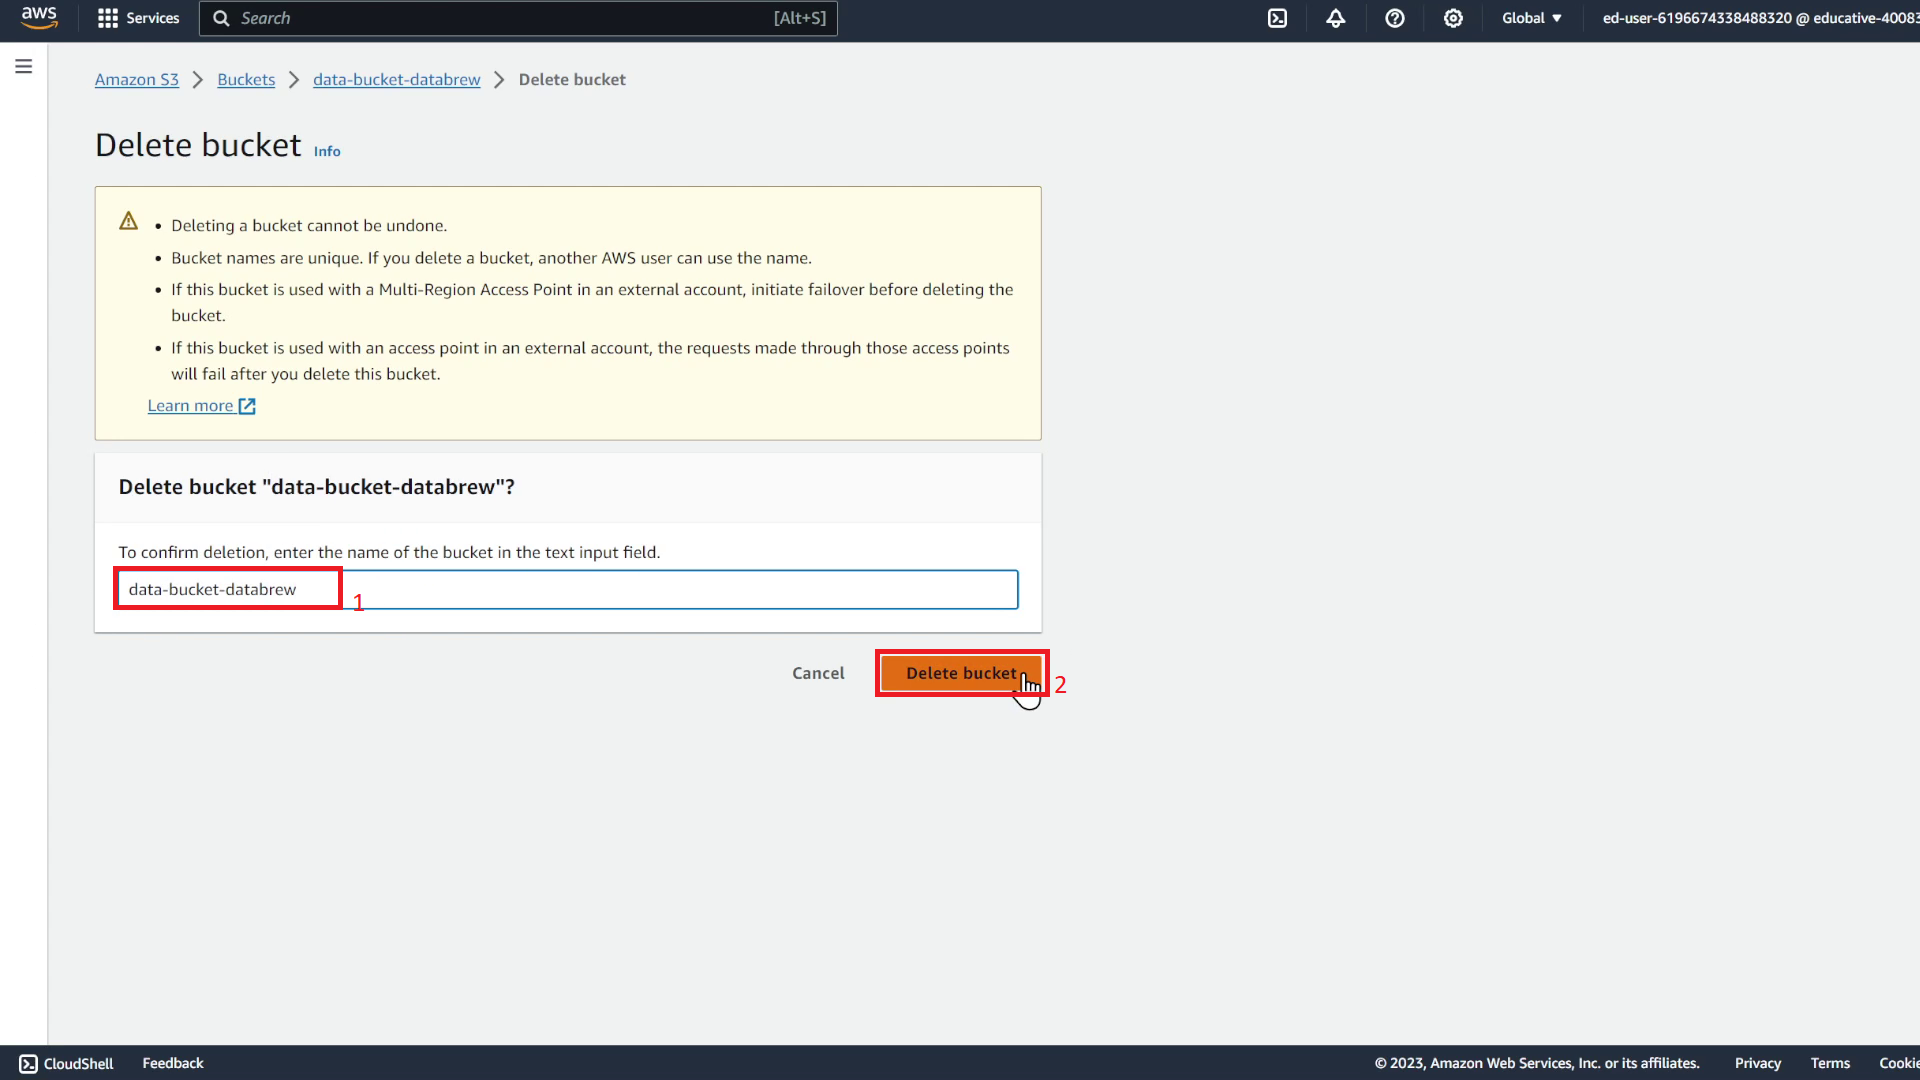 aws
Services
Search
[Alt+S]
Global
ed-user-6196674338488320 @ educative-40083
Amazon S3
Buckets
data-bucket-databrew
Delete bucket
Delete bucket
Info
Deleting a bucket cannot be undone.
Bucket names are unique. If you delete a bucket, another AWS user can use the name.
If this bucket is used with a Multi-Region Access Point in an external account, initiate failover before deleting the
bucket.
If this bucket is used with an access point in an external account, the requests made through those access points
will fail after you delete this bucket.
Learn more
Delete bucket "data-bucket-databrew"?
To confirm deletion, enter the name of the bucket in the text input field.
data-bucket-databrew
1
Cancel
Delete bucket
2
CloudShell
Feedback
© 2023, Amazon Web Services, Inc. or its affiliates.
Privacy
Terms
Cookie